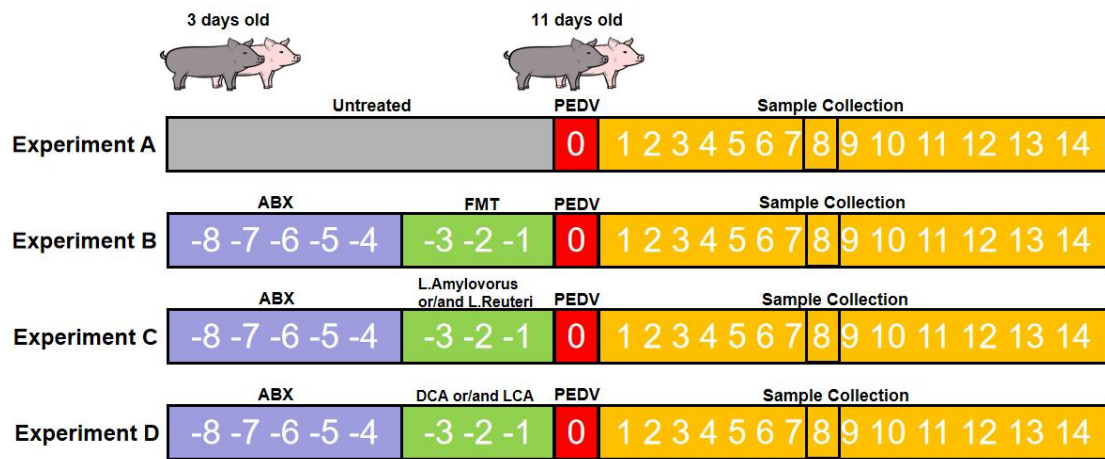 3 days old 11 days old
Untreated PEDV Sample Collection
Experiment A 0 1 2 3 4 5 6 7 8 9 10 11 12 13 14
ABX FMT PEDV Sample Collection
Experiment B -8 -7 -6 -5 -4 -3 -2 -1 0 1 2 3 4 5 6 7 8 9 10 11 12 13 14
L.Amylovorus
ABX or/and L.Reuteri PEDV Sample Collection
Experiment C -8 -7 -6 -5 -4 -3 -2 -1 0 1 2 3 4 5 6 7 8 9 10 11 12 13 14
ABX DCA or/and LCA PEDV Sample Collection
Experiment D -8 -7 -6 -5 -4 -3 -2 -1 0 1 2 3 4 5 6 7 8 9 10 11 12 13 14